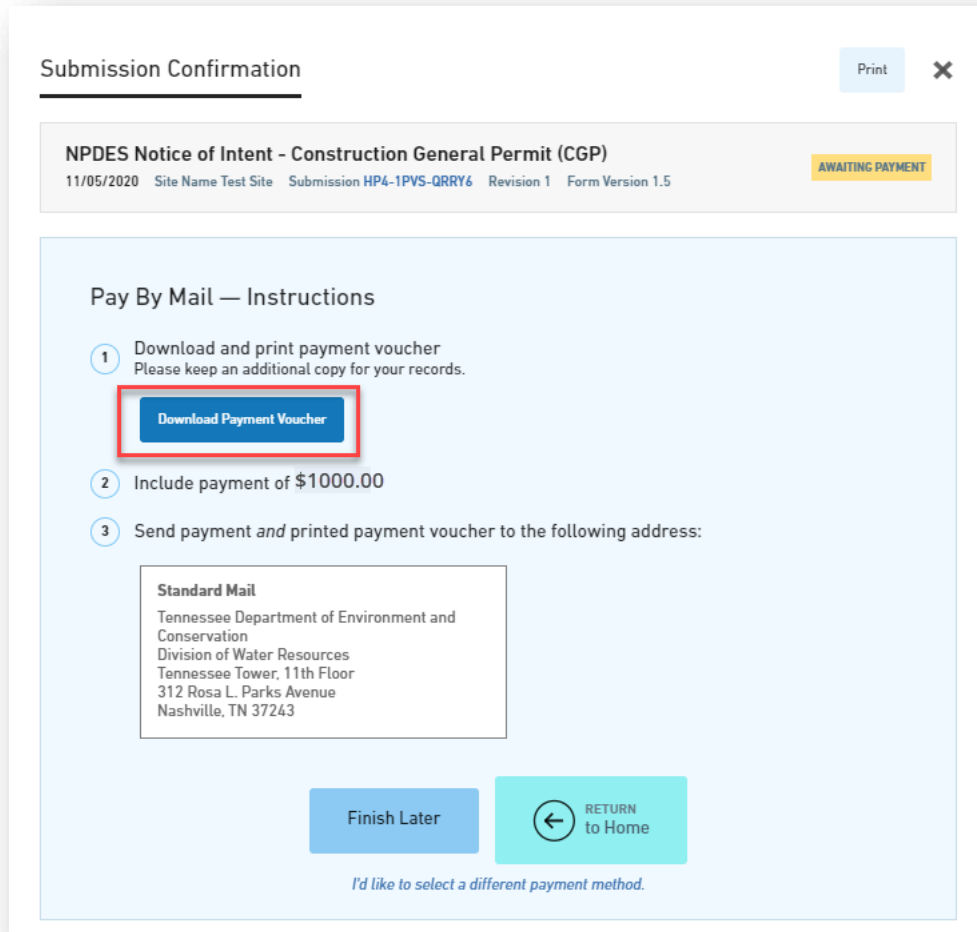 Submission Confirmation
Print
NPDES Notice of Intent - Construction General Permit (CGP)
11/05/2020 Site Name Test Site Submission HP4-1PVS-QRRY6 Revision 1 Form Version 1.5
AWAITING PAYMENT
Pay By Mail — Instructions
1 Download and print payment voucher
Please keep an additional copy for your records.
Download Payment Voucher
2 Include payment of $1000.00
3 Send payment and printed payment voucher to the following address:
Standard Mail
Tennessee Department of Environment and
Conservation
Division of Water Resources
Tennessee Tower, 11th Floor
312 Rosa L. Parks Avenue
Nashville, TN 37243
Finish Later
RETURN
to Home
I'd like to select a different payment method.